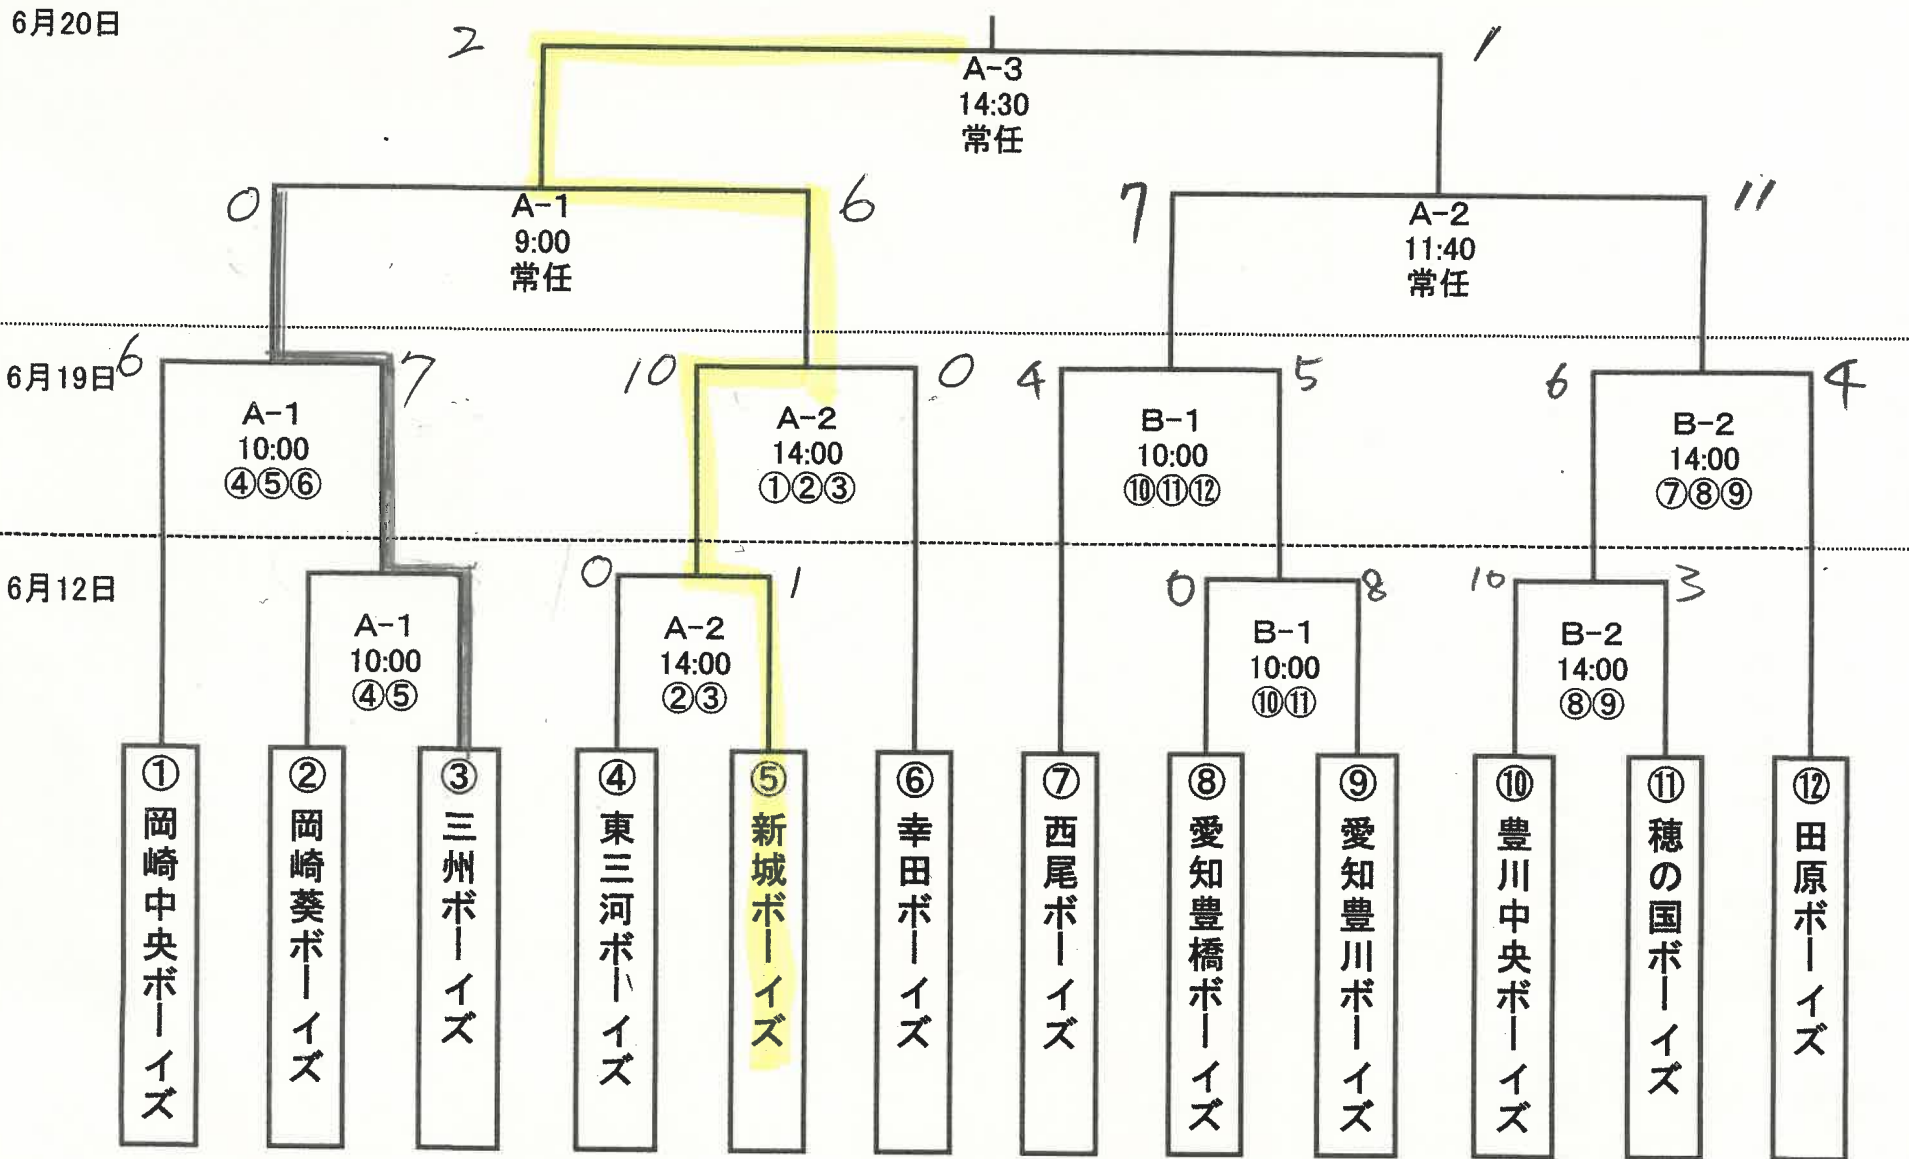 6月20日
2
1
A-3
14:30
常任
0
6
7
11
A-1
9:00
常任
A-2
11:40
常任
6月19日
6
7
10
0
4
5
6
4
A-1
10:00
④⑤⑥
A-2
14:00
①②③
B-1
10:00
⑩⑪⑫
B-2
14:00
⑦⑧⑨
6月12日
0
1
0
8
10
3
A-1
10:00
④⑤
A-2
14:00
②③
B-1
10:00
⑩⑪
B-2
14:00
⑧⑨
①岡崎中央ボーイズ
②岡崎葵ボーイズ
③三州ボーイズ
④東三河ボーイズ
⑤新城ボーイズ
⑥幸田ボーイズ
⑦西尾ボーイズ
⑧愛知豊橋ボーイズ
⑨愛知豊川ボーイズ
⑩豊川中央ボーイズ
⑪穂の国ボーイズ
⑫田原ボーイズ